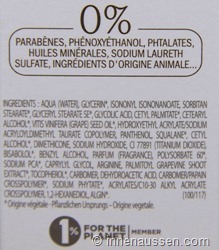 0%
PARABÈNES, PHÉNOXYÉTHANOL, PHTALATES,
HUILES MINÉRALES, SODIUM LAURETH
SULFATE, INGRÉDIENTS D'ORIGINE ANIMALE...
INGREDIENTS : AQUA (WATER), GLYCERIN*, ISONONYL ISONONANOATE, SORBITAN
STEARATE*, GLYCERYL STEARATE SE*, GLYCOLIC ACID, CETYL PALMITATE*, CETEARYL
ALCOHOL*, VITIS VINIFERA (GRAPE) SEED OIL*, HYDROXYETHYL ACRYLATE/SODIUM
ACRYLOYLDIMETHYL TAURATE COPOLYMER, PANTHENOL, SQUALANE*, CETYL
ALCOHOL*, DIMETHICONE, SODIUM HYDROXIDE, CI 77891 (TITANIUM DIOXIDE),
BISABOLOL*, BENZYL ALCOHOL, PARFUM (FRAGRANCE), POLYSORBATE 60*,
SODIUM PCA*, CAPRYLYL GLYCOL, ARGININE, PALMITOYL GRAPEVINE SHOOT
EXTRACT*, TOCOPHEROL*, CARBOMER, DEHYDROACETIC ACID, CARBOMER/PAPAIN
CROSSPOLYMER*, SODIUM PHYTATE*, ACRYLATES/C10-30 ALKYL ACRYLATE
CROSSPOLYMER, 1,2-HEXANEDIOL, ALGIN*. (100/117)
* Origine végétale - Pflanzlichen Ursprungs - Origen vegetal.
1% FOR THE PLANET MEMBER
© innenaussen.com